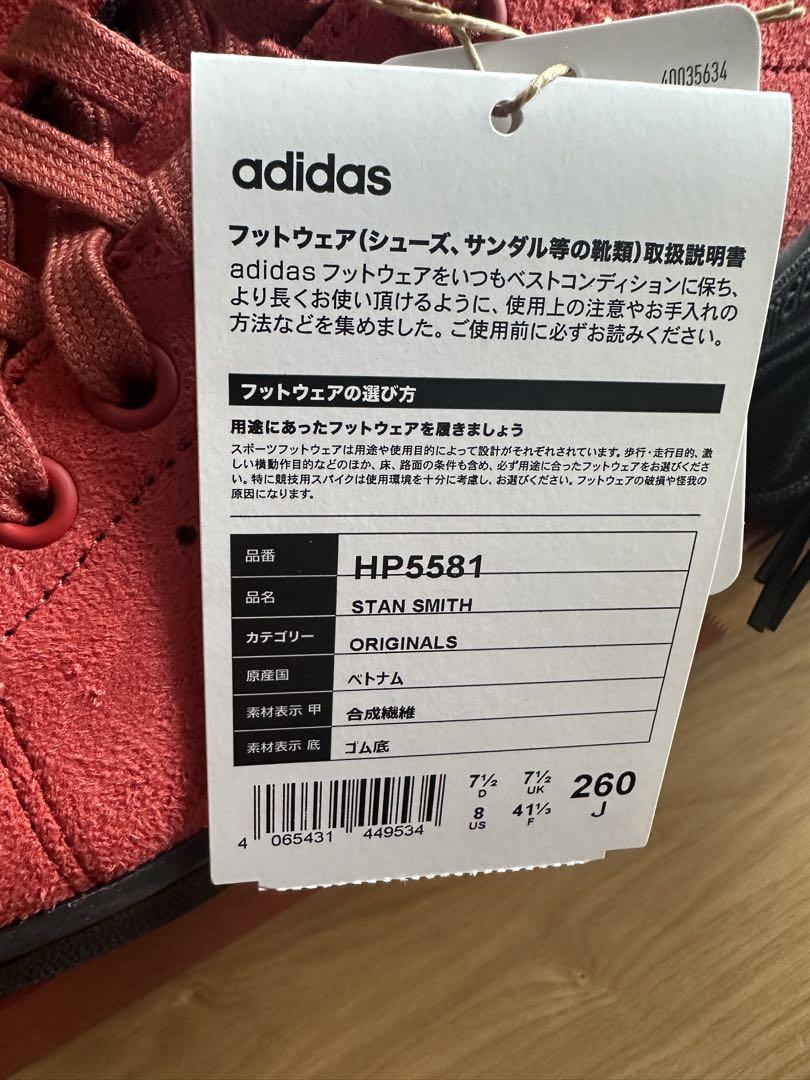 40035634
adidas
フットウェア(シューズ、サンダル等の靴類)取扱説明書
adidas フットウェアをいつもベストコンディションに保ち、
より長くお使い頂けるように、使用上の注意やお手入れの
方法などを集めました。ご使用前に必ずお読みください。
フットウェアの選び方
用途にあったフットウェアを履きましょう
スポーツフットウェアは用途や使用目的によって設計がそれぞれされています。歩行・走行目的、激
しい横動作目的などのほか、床、路面の条件も含め、必ず用途に合ったフットウェアをお選びくださ
い。特に競技用スパイクは使用環境を十分に考慮し、お選びください。フットウェアの破損や怪我の
原因になります。
品番 HP5581
品名 STAN SMITH
カテゴリー ORIGINALS
原産国 ベトナム
素材表示 甲 合成繊維
素材表示 底 ゴム底
7½ 7½ 260
D UK J
8 41⅓
US F
4 065431 449534